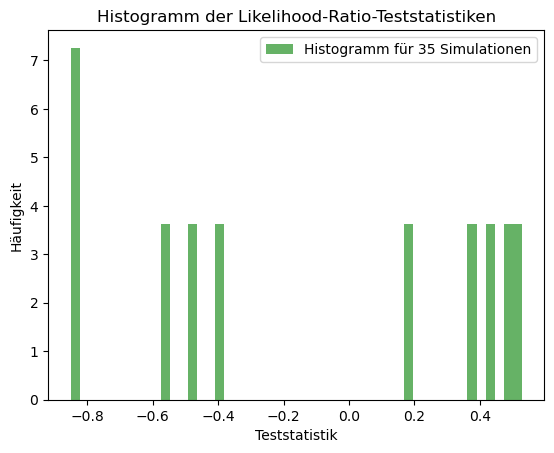 Histogramm der Likelihood-Ratio-Teststatistiken
Histogramm für 35 Simulationen
Häufigkeit
7
6
5
4
3
2
1
0
−0.8 −0.6 −0.4 −0.2 0.0 0.2 0.4
Teststatistik